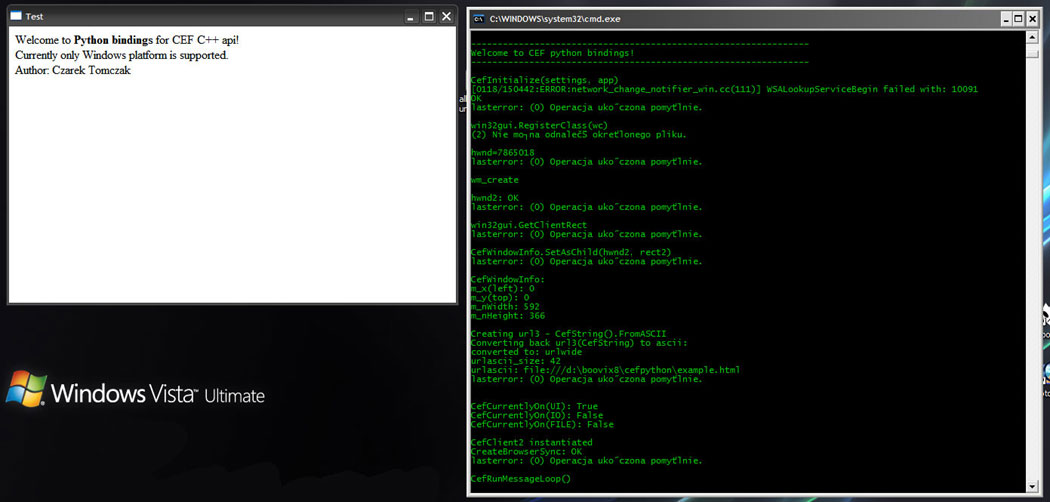 Test
Welcome to Python bindings for CEF C++ api!
Currently only Windows platform is supported.
Author: Czarek Tomczak
Windows Vista™ Ultimate
C:\WINDOWS\system32\cmd.exe
---------------------------------------------------------
Welcome to CEF python bindings!
---------------------------------------------------------
CefInitialize(settings, app)
[0118/150442:ERROR:network_change_notifier_win.cc(111)] WSALookupServiceBegin failed with: 10091
OK
lasterror: (0) Operacja uko˝czona pomyťlnie.
win32gui.RegisterClass(wc)
(2) Nie mo┐na odnaleČŠ okreťlonego pliku.
hwnd=7865018
lasterror: (0) Operacja uko˝czona pomyťlnie.
wm_create
hwnd2: OK
lasterror: (0) Operacja uko˝czona pomyťlnie.
win32gui.GetClientRect
lasterror: (0) Operacja uko˝czona pomyťlnie.
CefWindowInfo.SetAsChild(hwnd2, rect2)
lasterror: (0) Operacja uko˝czona pomyťlnie.
CefWindowInfo:
m_x(left): 0
m_y(top): 0
m_nWidth: 592
m_nHeight: 366
Creating url3 - CefString().FromASCII
Converting back url3(CefString) to ascii:
converted to: urlwide
urlascii_size: 42
urlascii: file:///d:\boovix8\cefpython\example.html
lasterror: (0) Operacja uko˝czona pomyťlnie.
CefCurrentlyOn(UI): True
CefCurrentlyOn(IO): False
CefCurrentlyOn(FILE): False
CefClient2 instantiated
CreateBrowserSync: OK
lasterror: (0) Operacja uko˝czona pomyťlnie.
CefRunMessageLoop()